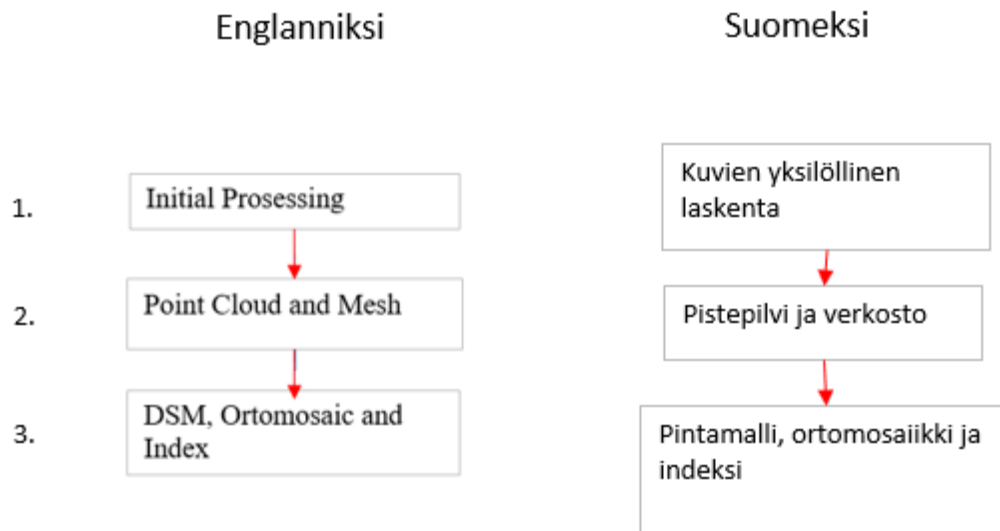 Englanniksi
Suomeksi
1.
Initial Prosessing
Kuvien yksilöllinen
laskenta
2.
Point Cloud and Mesh
Pistepilvi ja verkosto
3.
DSM, Ortomosaic and
Index
Pintamalli, ortomosaiikki ja
indeksi